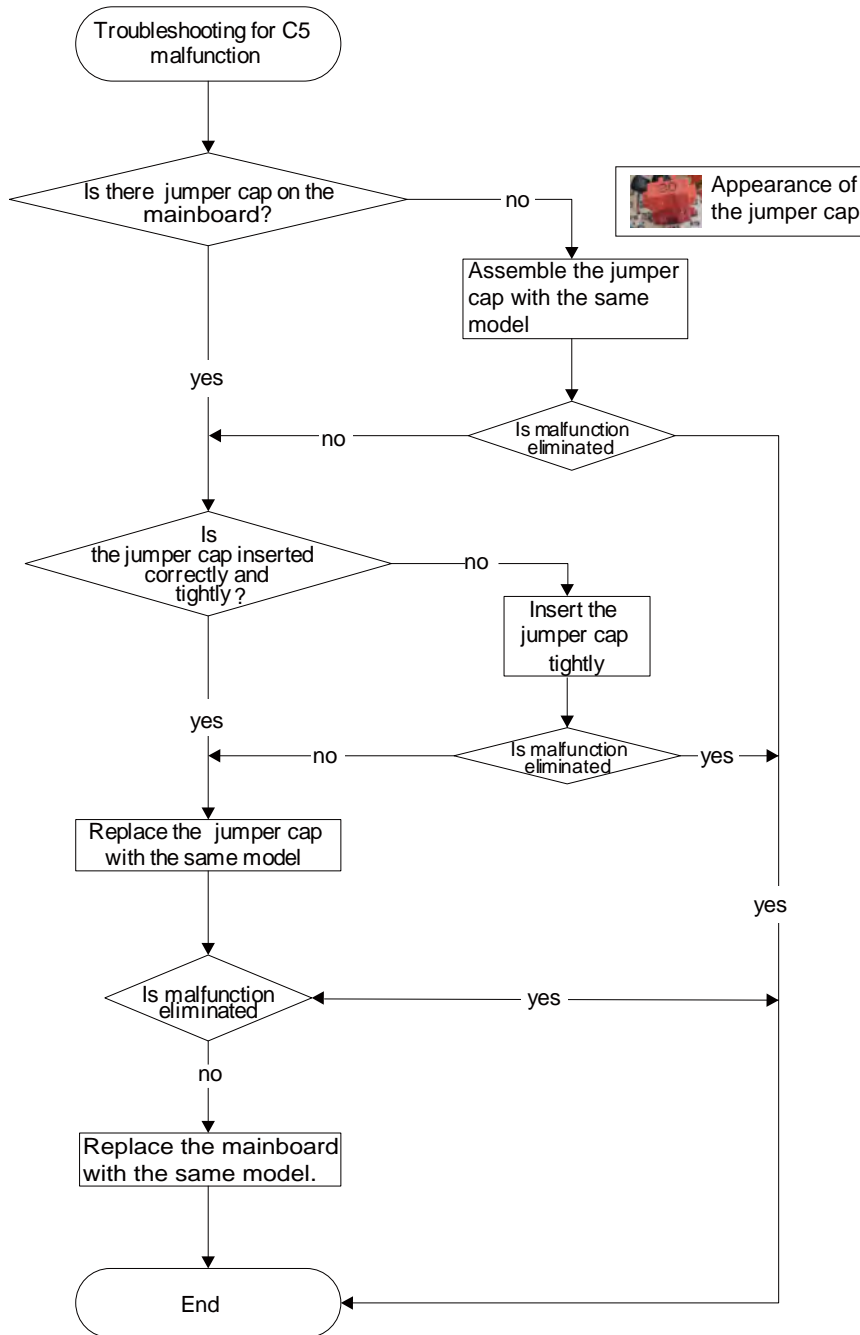 Troubleshooting for C5
malfunction
Is there jumper cap on the
mainboard?
no
30
Appearance of
the jumper cap
Assemble the jumper
cap with the same
model
yes
Is malfunction
eliminated
no
Is
the jumper cap inserted
correctly and
tightly?
no
Insert the
jumper cap
tightly
yes
Is malfunction
eliminated
no
yes
Replace the jumper cap
with the same model
yes
Is malfunction
eliminated
yes
no
Replace the mainboard
with the same model.
End